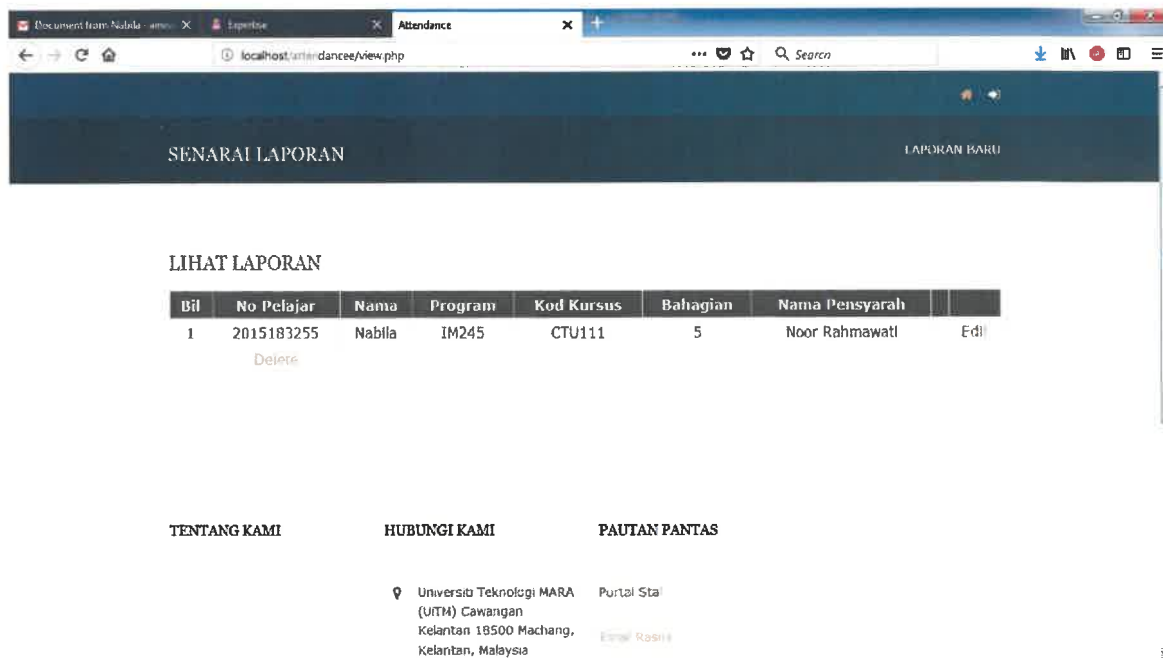 Document from Nabila - ame
Expertise
Attendance
localhost/attendancee/view.php
Search
SENARAI LAPORAN
LAPORAN BARU
LIHAT LAPORAN
Bil No Pelajar Nama Program Kod Kursus Bahagian Nama Pensyarah
1 2015183255 Nabila IM245 CTU111 5 Noor Rahmawati Edit
Delete
TENTANG KAMI HUBUNGI KAMI PAUTAN PANTAS
Universiti Teknologi MARA
(UiTM) Cawangan
Kelantan 18500 Machang,
Kelantan, Malaysia
Portal Staf